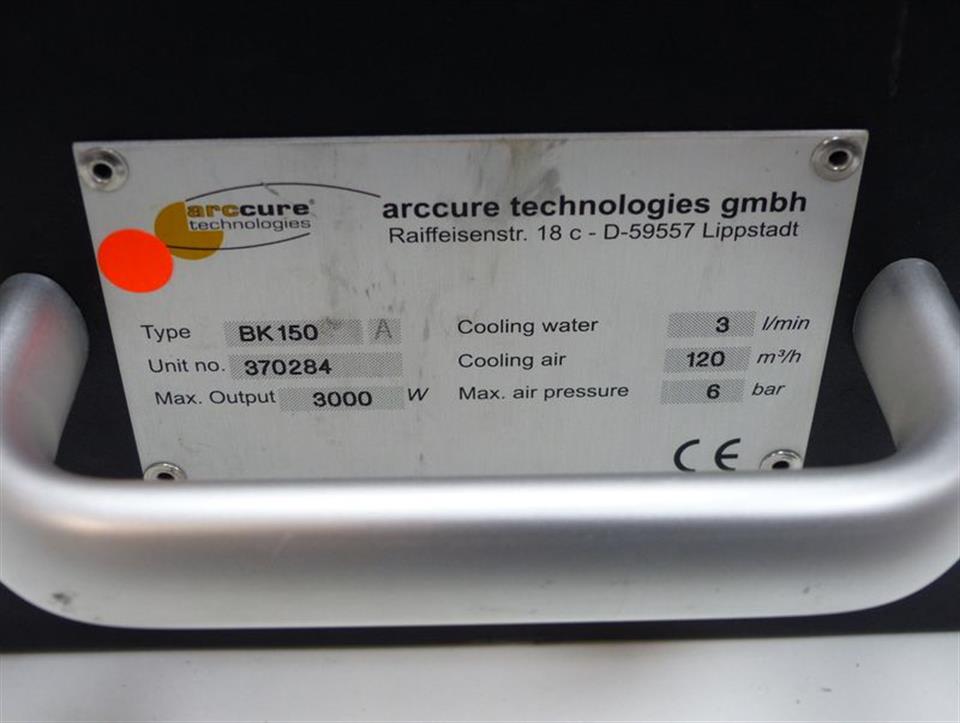 arccure®
technologies
arccure technologies gmbh
Raiffeisenstr. 18 c - D-59557 Lippstadt
Type BK150 A
Unit no. 370284
Max. Output 3000 W
Cooling water 3 l/min
Cooling air 120 m³/h
Max. air pressure 6 bar
CE